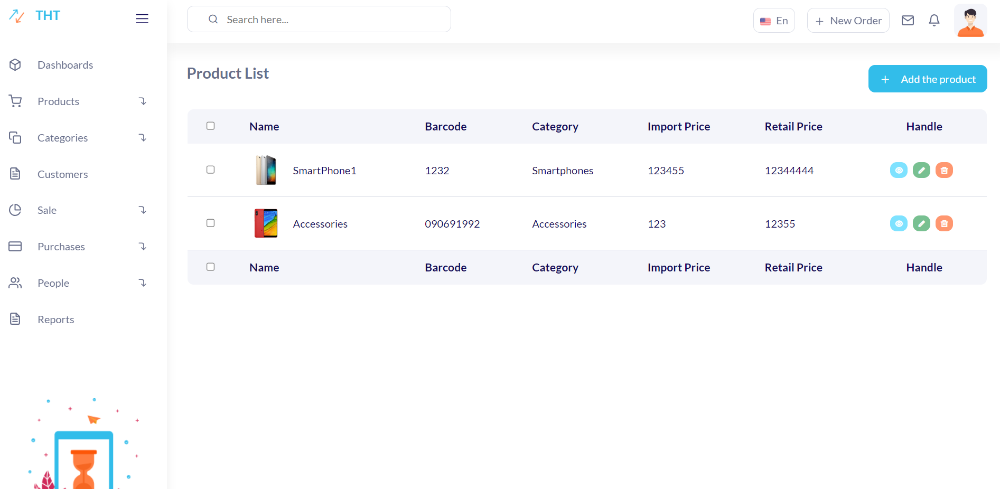 THT
Search here...
En
New Order
Dashboards
Products
Categories
Customers
Sale
Purchases
People
Reports
Product List
Add the product
Name Barcode Category Import Price Retail Price Handle
SmartPhone1 1232 Smartphones 123455 12344444
Accessories 090691992 Accessories 123 12355
Name Barcode Category Import Price Retail Price Handle